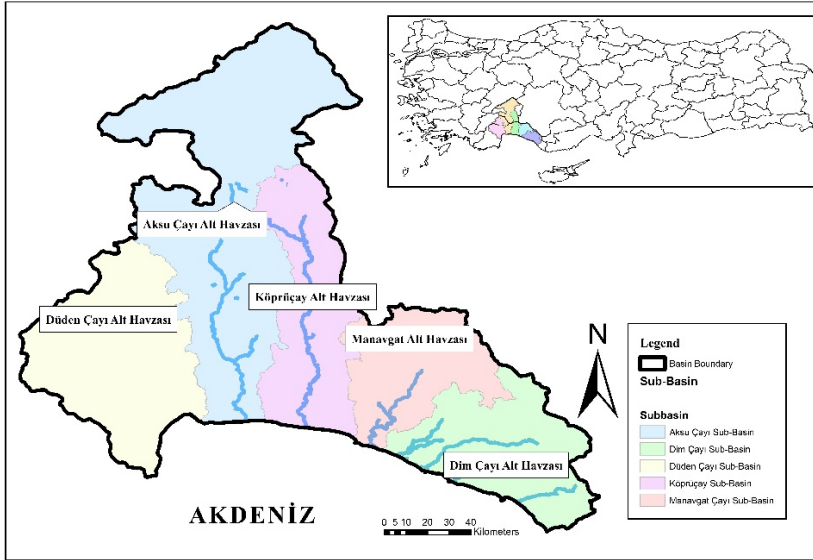 Aksu Çayı Alt Havzası
Köprüçay Alt Havzası
Düden Çayı Alt Havzası
Manavgat Alt Havzası
Dim Çayı Alt Havzası
AKDENİZ
N
0 5 10 20 30 40
Kilometers
Legend
Basin Boundary
Sub-Basin
Subbasin
Aksu Çayı Sub-Basin
Dim Çayı Sub-Basin
Düden Çayı Sub-Basin
Köprüçay Sub-Basin
Manavgat Çayı Sub-Basin